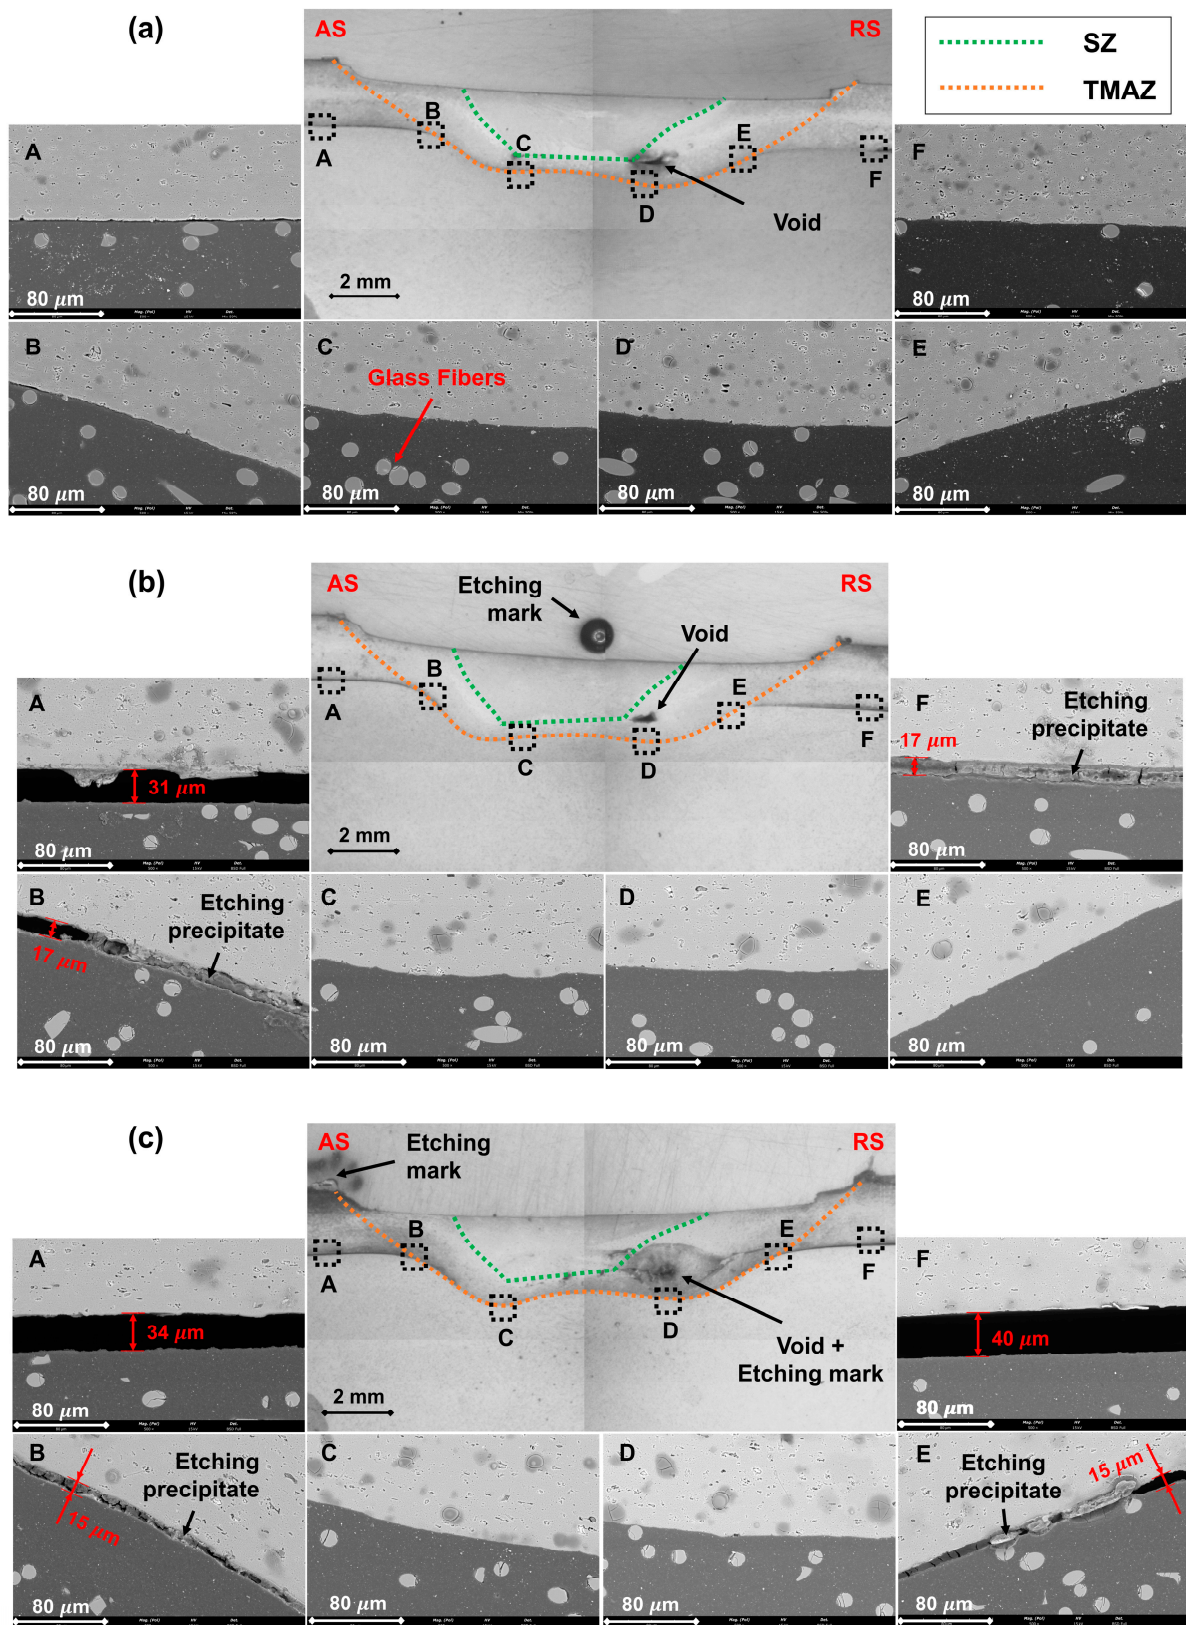 (a)
AS
RS
SZ
TMAZ
A
B
C
D
E
F
Void
2 mm
A
80 μm
F
80 μm
B
80 μm
C
Glass Fibers
80 μm
D
80 μm
E
80 μm
(b)
AS
RS
Etching
mark
Void
A
B
C
D
E
F
2 mm
A
31 μm
80 μm
F
Etching
precipitate
17 μm
80 μm
B
Etching
precipitate
17 μm
80 μm
C
80 μm
D
80 μm
E
80 μm
(c)
AS
RS
Etching
mark
A
B
C
D
E
F
Void +
Etching mark
2 mm
A
34 μm
80 μm
F
40 μm
80 μm
B
Etching
precipitate
15 μm
80 μm
C
80 μm
D
80 μm
E
15 μm
Etching
precipitate
80 μm